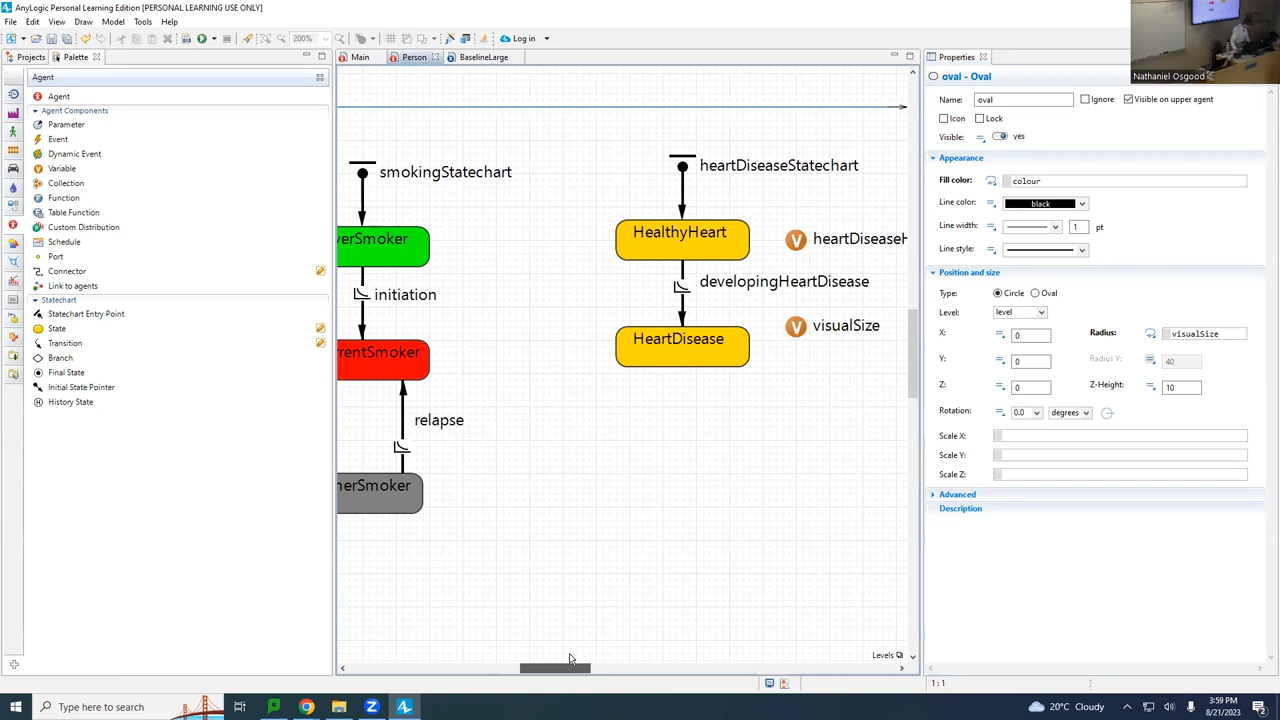 AnyLogic Personal Learning Edition [PERSONAL LEARNING USE ONLY]
File Edit View Draw Model Tools Help
200% Log in
Projects Palette Main Person BaselineLarge Properties
Agent
Agent
Agent Components
Parameter
Event
Dynamic Event
Variable
Collection
Function
Table Function
Custom Distribution
Schedule
Port
Connector
Link to agents
Statechart
Statechart Entry Point
State
Transition
Branch
Final State
Initial State Pointer
History State
smokingStatechart
verSmoker
initiation
rrentSmoker
relapse
nerSmoker
heartDiseaseStatechart
HealthyHeart
V heartDiseaseH
developingHeartDisease
HeartDisease
V visualSize
Levels
Nathaniel Osgood
oval - Oval
Name: oval Ignore Visible on upper agent
Icon Lock
Visible: yes
Appearance
Fill color: colour
Line color: black
Line width: 1 pt
Line style:
Position and size
Type: Circle Oval
Level: level
X: 0 Radius: visualSize
Y: 0 Radius Y: 40
Z: 0 Z-Height: 10
Rotation: 0.0 degrees
Scale X:
Scale Y:
Scale Z:
Advanced
Description
1:1
Type here to search
20°C Cloudy
3:59 PM
8/21/2023
2